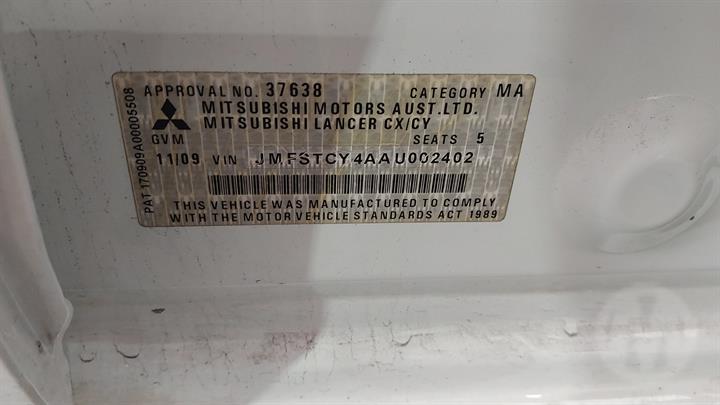 APPROVAL NO. 37638 CATEGORY MA
MITSUBISHI MOTORS AUST.LTD.
MITSUBISHI LANCER CX/CY
GVM SEATS 5
11/09 VIN JMFSTCY4AAU002402
THIS VEHICLE WAS MANUFACTURED TO COMPLY
WITH THE MOTOR VEHICLE STANDARDS ACT 1989
PAT 170909A00005508